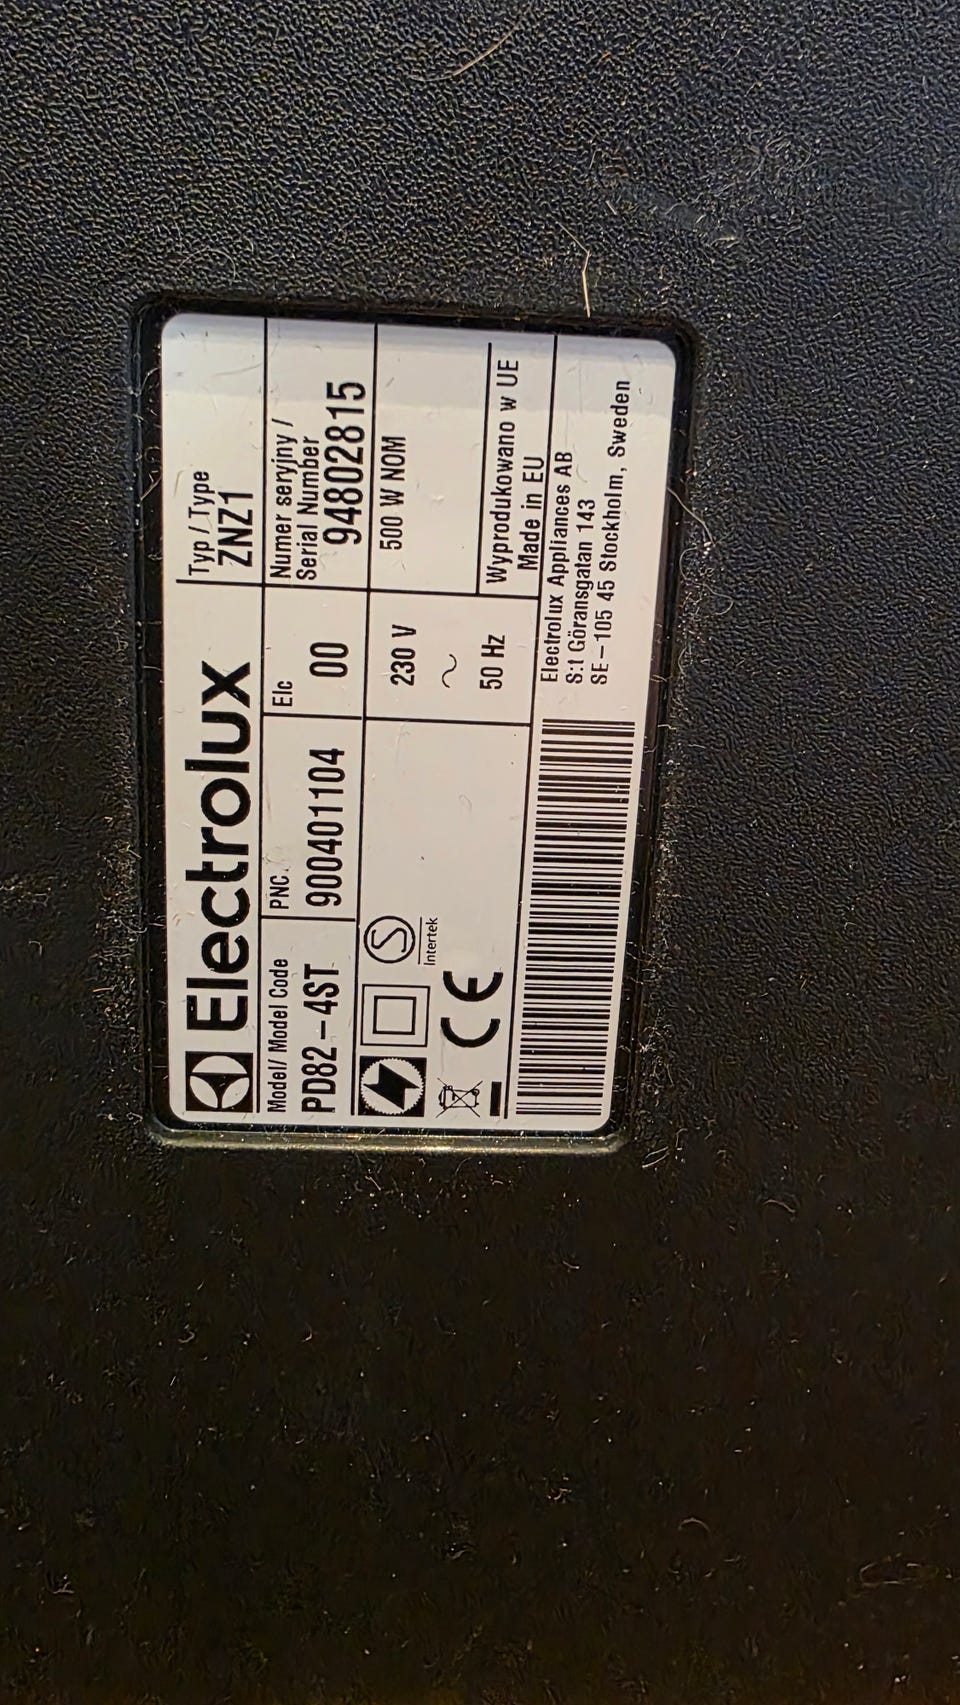 Electrolux
Typ / Type
ZNZ1
Model/ Model Code
PD82-4ST
PNC.
900401104
Elc
00
Numer seryjny /
Serial Number
94802815
S
Intertek
CE
230 V
~
50 Hz
500 W NOM
Wyprodukowano w UE
Made in EU
Electrolux Appliances AB
S:t Göransgatan 143
SE-105 45 Stockholm, Sweden